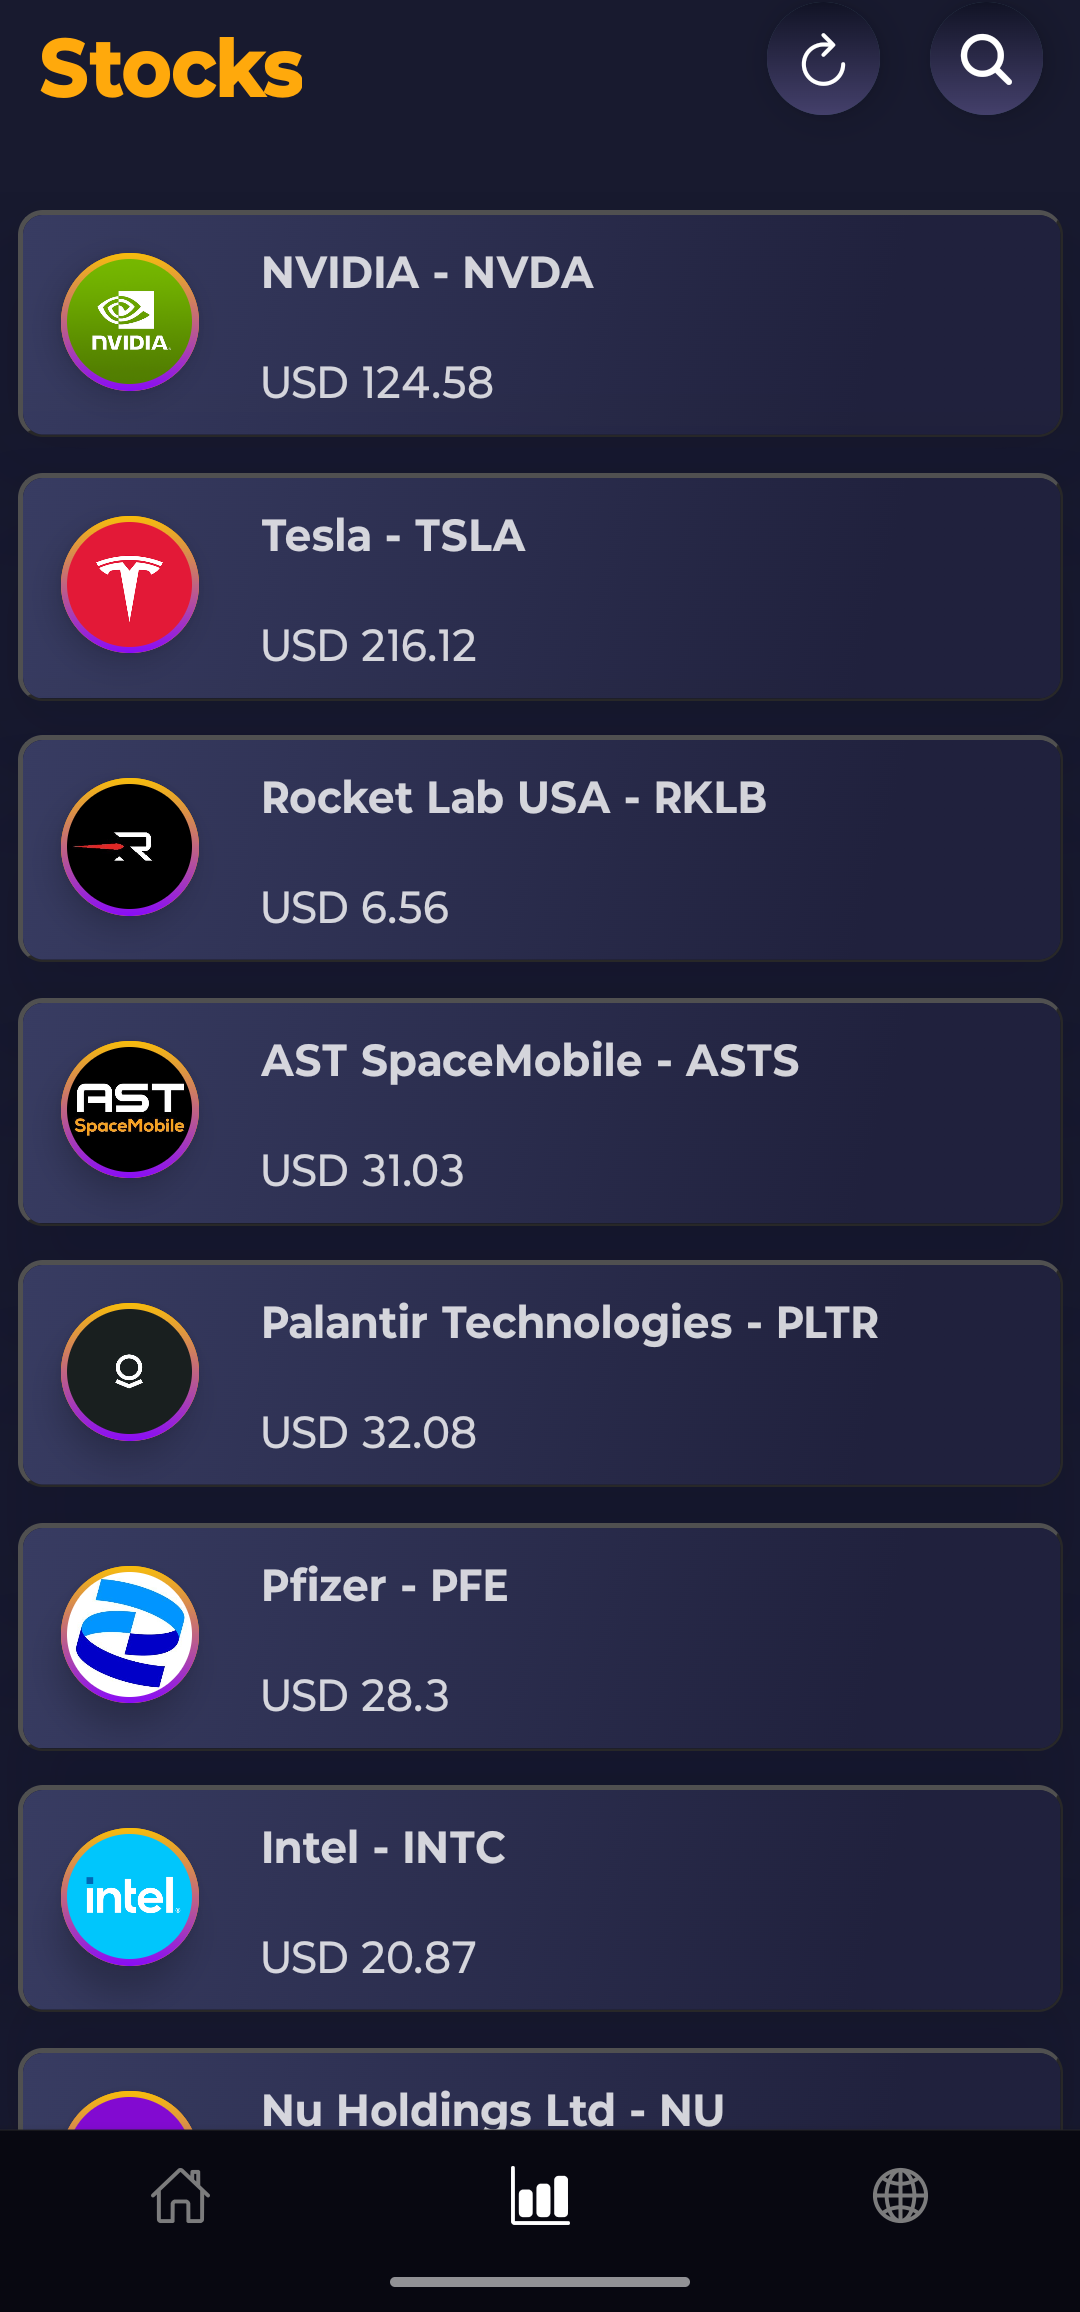 Stocks
NVIDIA - NVDA
NVIDIA.
USD 124.58
Tesla - TSLA
USD 216.12
Rocket Lab USA - RKLB
R
USD 6.56
AST SpaceMobile - ASTS
AST
SpaceMobile
USD 31.03
Palantir Technologies - PLTR
USD 32.08
Pfizer - PFE
USD 28.3
Intel - INTC
intel.
USD 20.87
Nu Holdings Ltd - NU